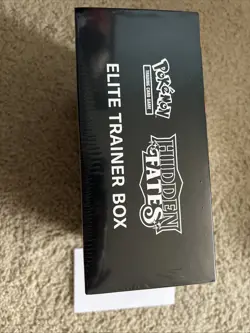 Pokémon
TRADING CARD GAME
HIDDEN
FATES
ELITE TRAINER BOX